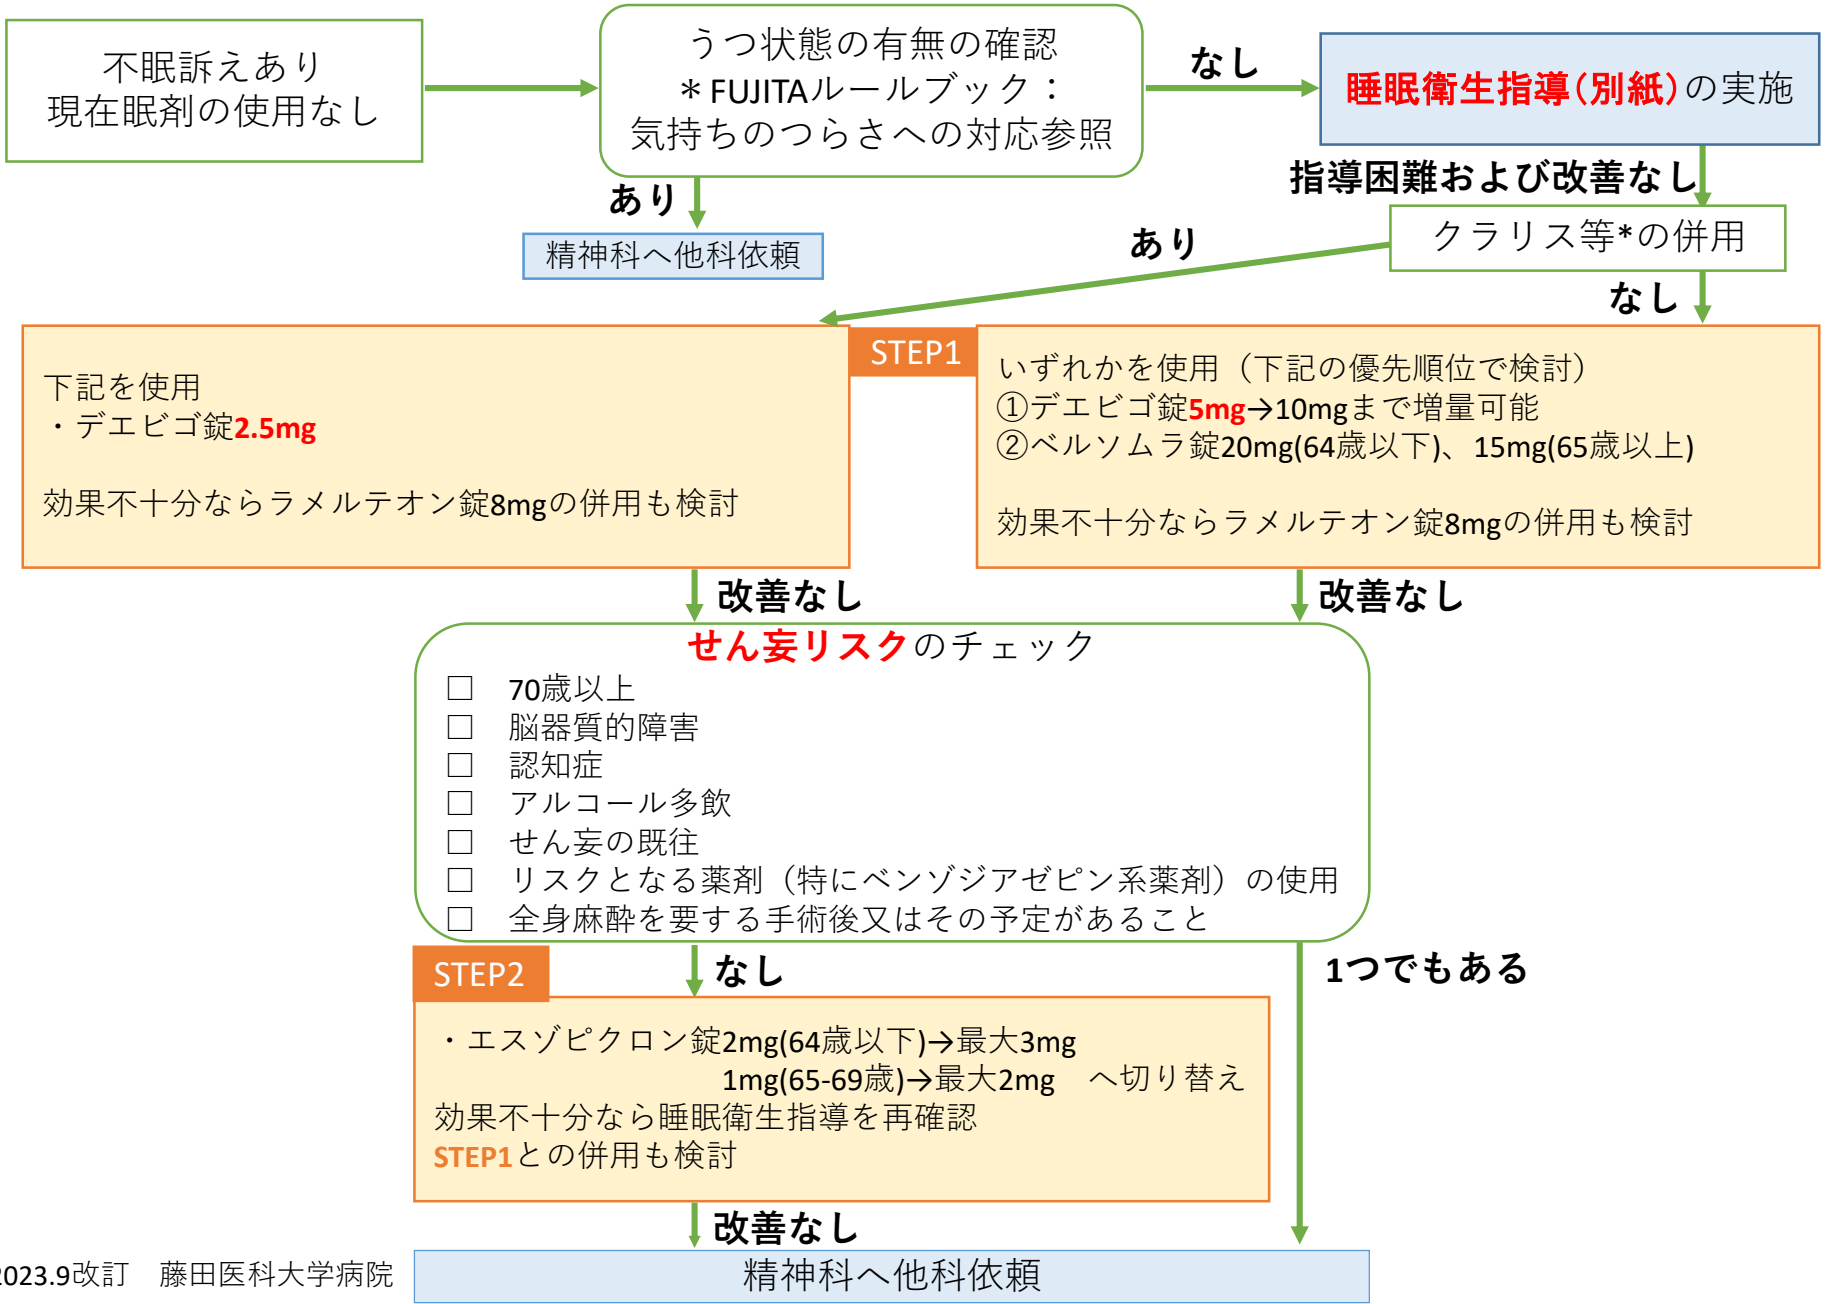 不眠訴えあり
現在眠剤の使用なし
うつ状態の有無の確認
＊FUJITAルールブック：
気持ちのつらさへの対応参照
なし
睡眠衛生指導(別紙)の実施
あり
精神科へ他科依頼
指導困難および改善なし
クラリス等*の併用
あり
なし
STEP1
下記を使用
・デエビゴ錠2.5mg
効果不十分ならラメルテオン錠8mgの併用も検討
いずれかを使用（下記の優先順位で検討）
①デエビゴ錠5mg→10mgまで増量可能
②ベルソムラ錠20mg(64歳以下)、15mg(65歳以上)
効果不十分ならラメルテオン錠8mgの併用も検討
改善なし
改善なし
せん妄リスクのチェック
□ 70歳以上
□ 脳器質的障害
□ 認知症
□ アルコール多飲
□ せん妄の既往
□ リスクとなる薬剤（特にベンゾジアゼピン系薬剤）の使用
□ 全身麻酔を要する手術後又はその予定があること
なし
1つでもある
STEP2
・エスゾピクロン錠2mg(64歳以下)→最大3mg
1mg(65-69歳)→最大2mg　へ切り替え
効果不十分なら睡眠衛生指導を再確認
STEP1との併用も検討
改善なし
精神科へ他科依頼
2023.9改訂　藤田医科大学病院